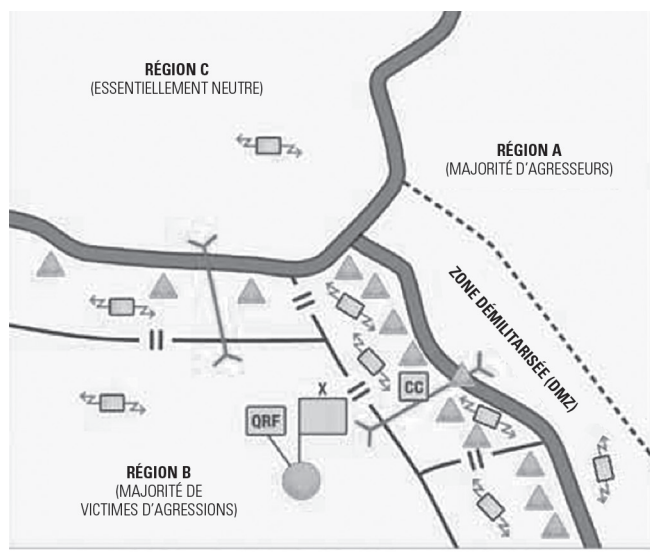 RÉGION C
(ESSENTIELLEMENT NEUTRE)
RÉGION A
(MAJORITÉ D'AGRESSEURS)
ZONE DÉMILITARISÉE (DMZ)
CC
X
QRF
RÉGION B
(MAJORITÉ DE
VICTIMES D'AGRESSIONS)